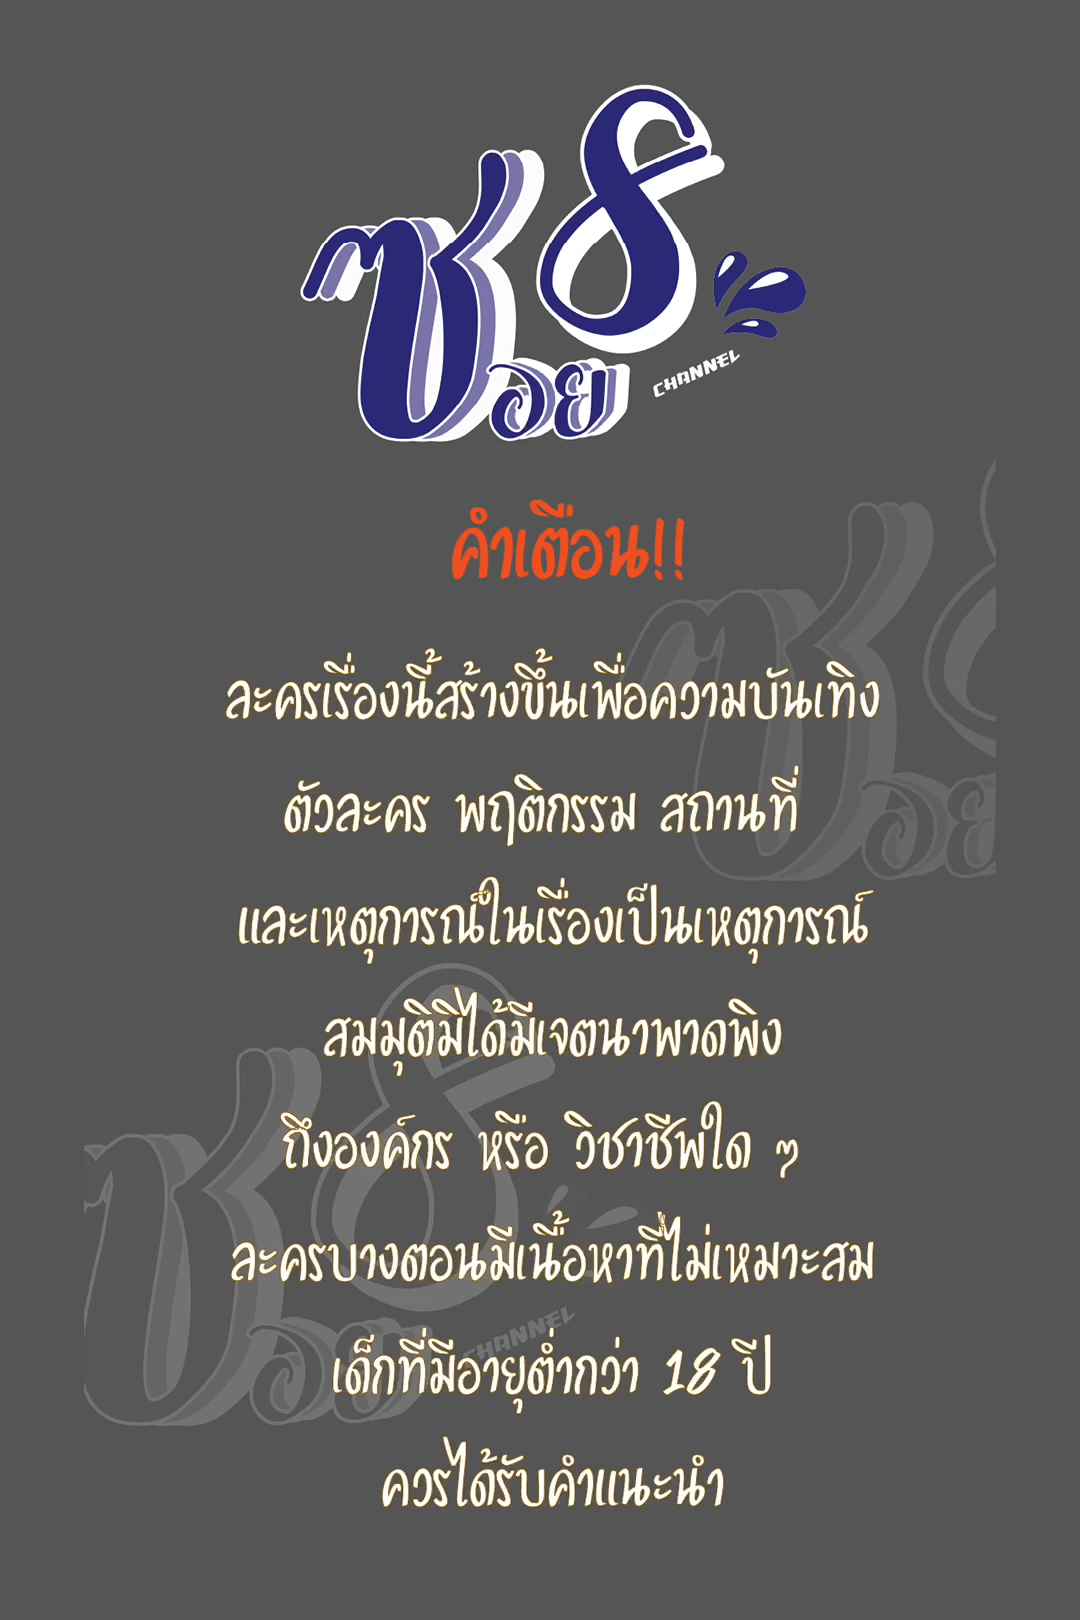 ซอย 8
CHANNEL
คำเตือน!!
ละครเรื่องนี้สร้างขึ้นเพื่อความบันเทิง
ตัวละคร พฤติกรรม สถานที่
และเหตุการณ์ในเรื่องเป็นเหตุการณ์
สมมุติมิได้มีเจตนาพาดพิง
ถึงองค์กร หรือ วิชาชีพใด ๆ
ละครบางตอนมีเนื้อหาที่ไม่เหมาะสม
เด็กที่มีอายุต่ำกว่า 18 ปี
ควรได้รับคำแนะนำ